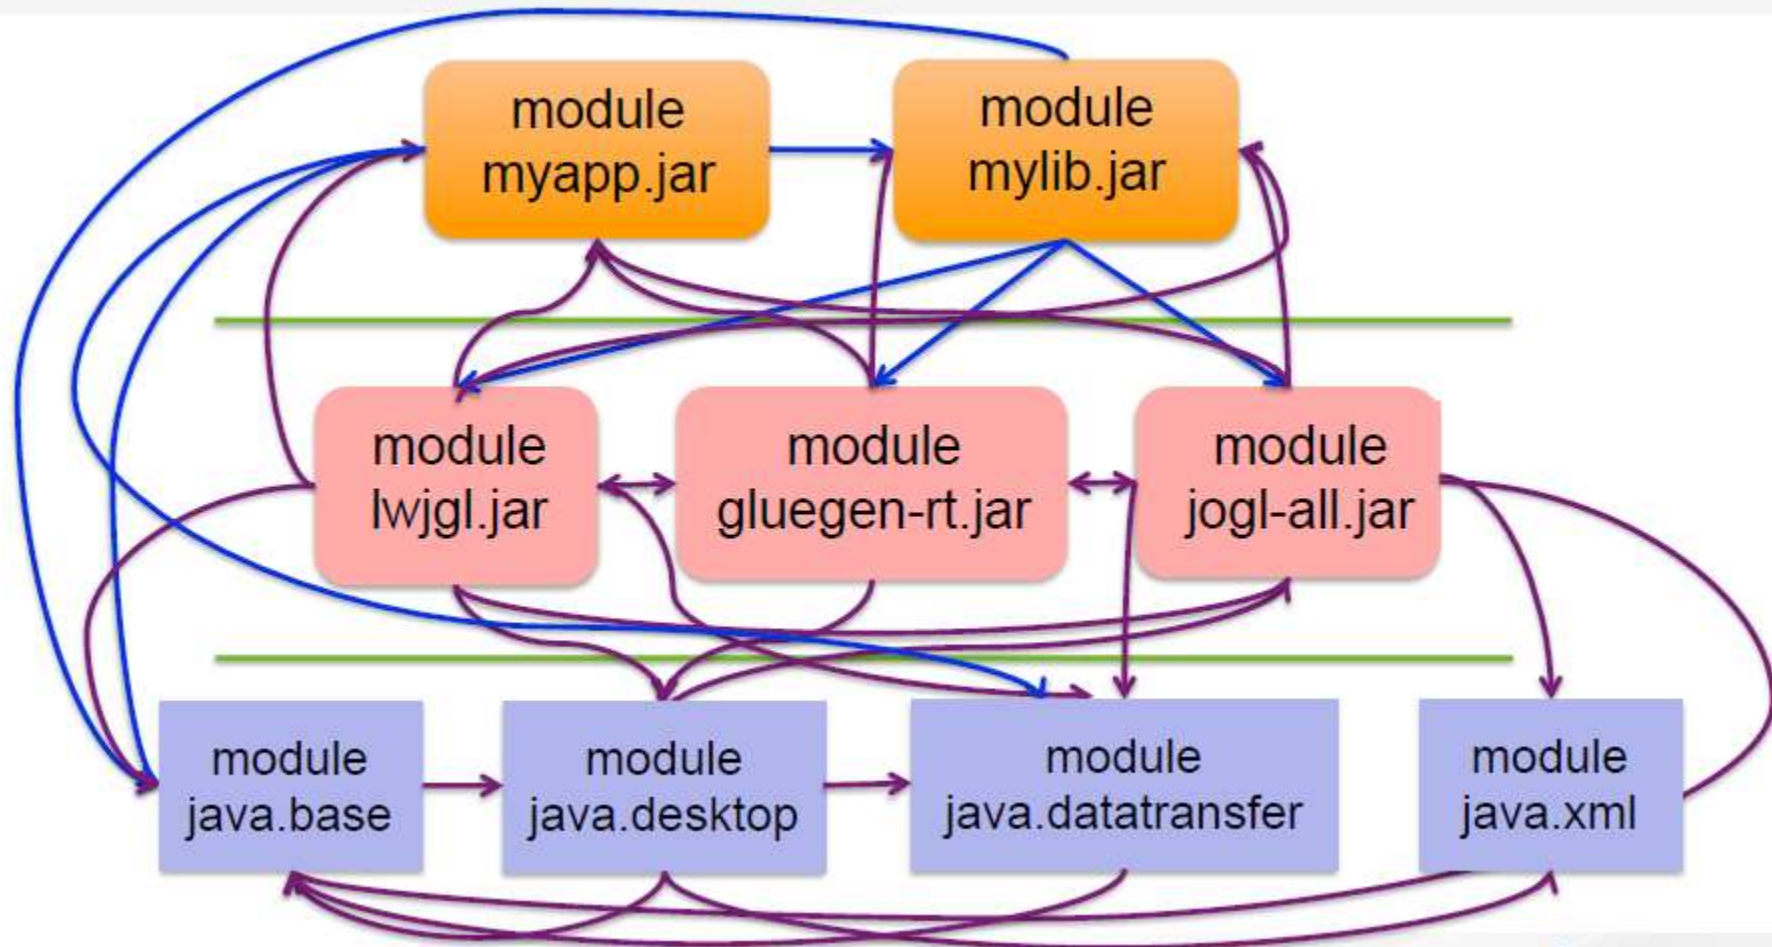 module
myapp.jar
module
mylib.jar
module
lwjgl.jar
module
gluegen-rt.jar
module
jogl-all.jar
module
java.base
module
java.desktop
module
java.datatransfer
module
java.xml